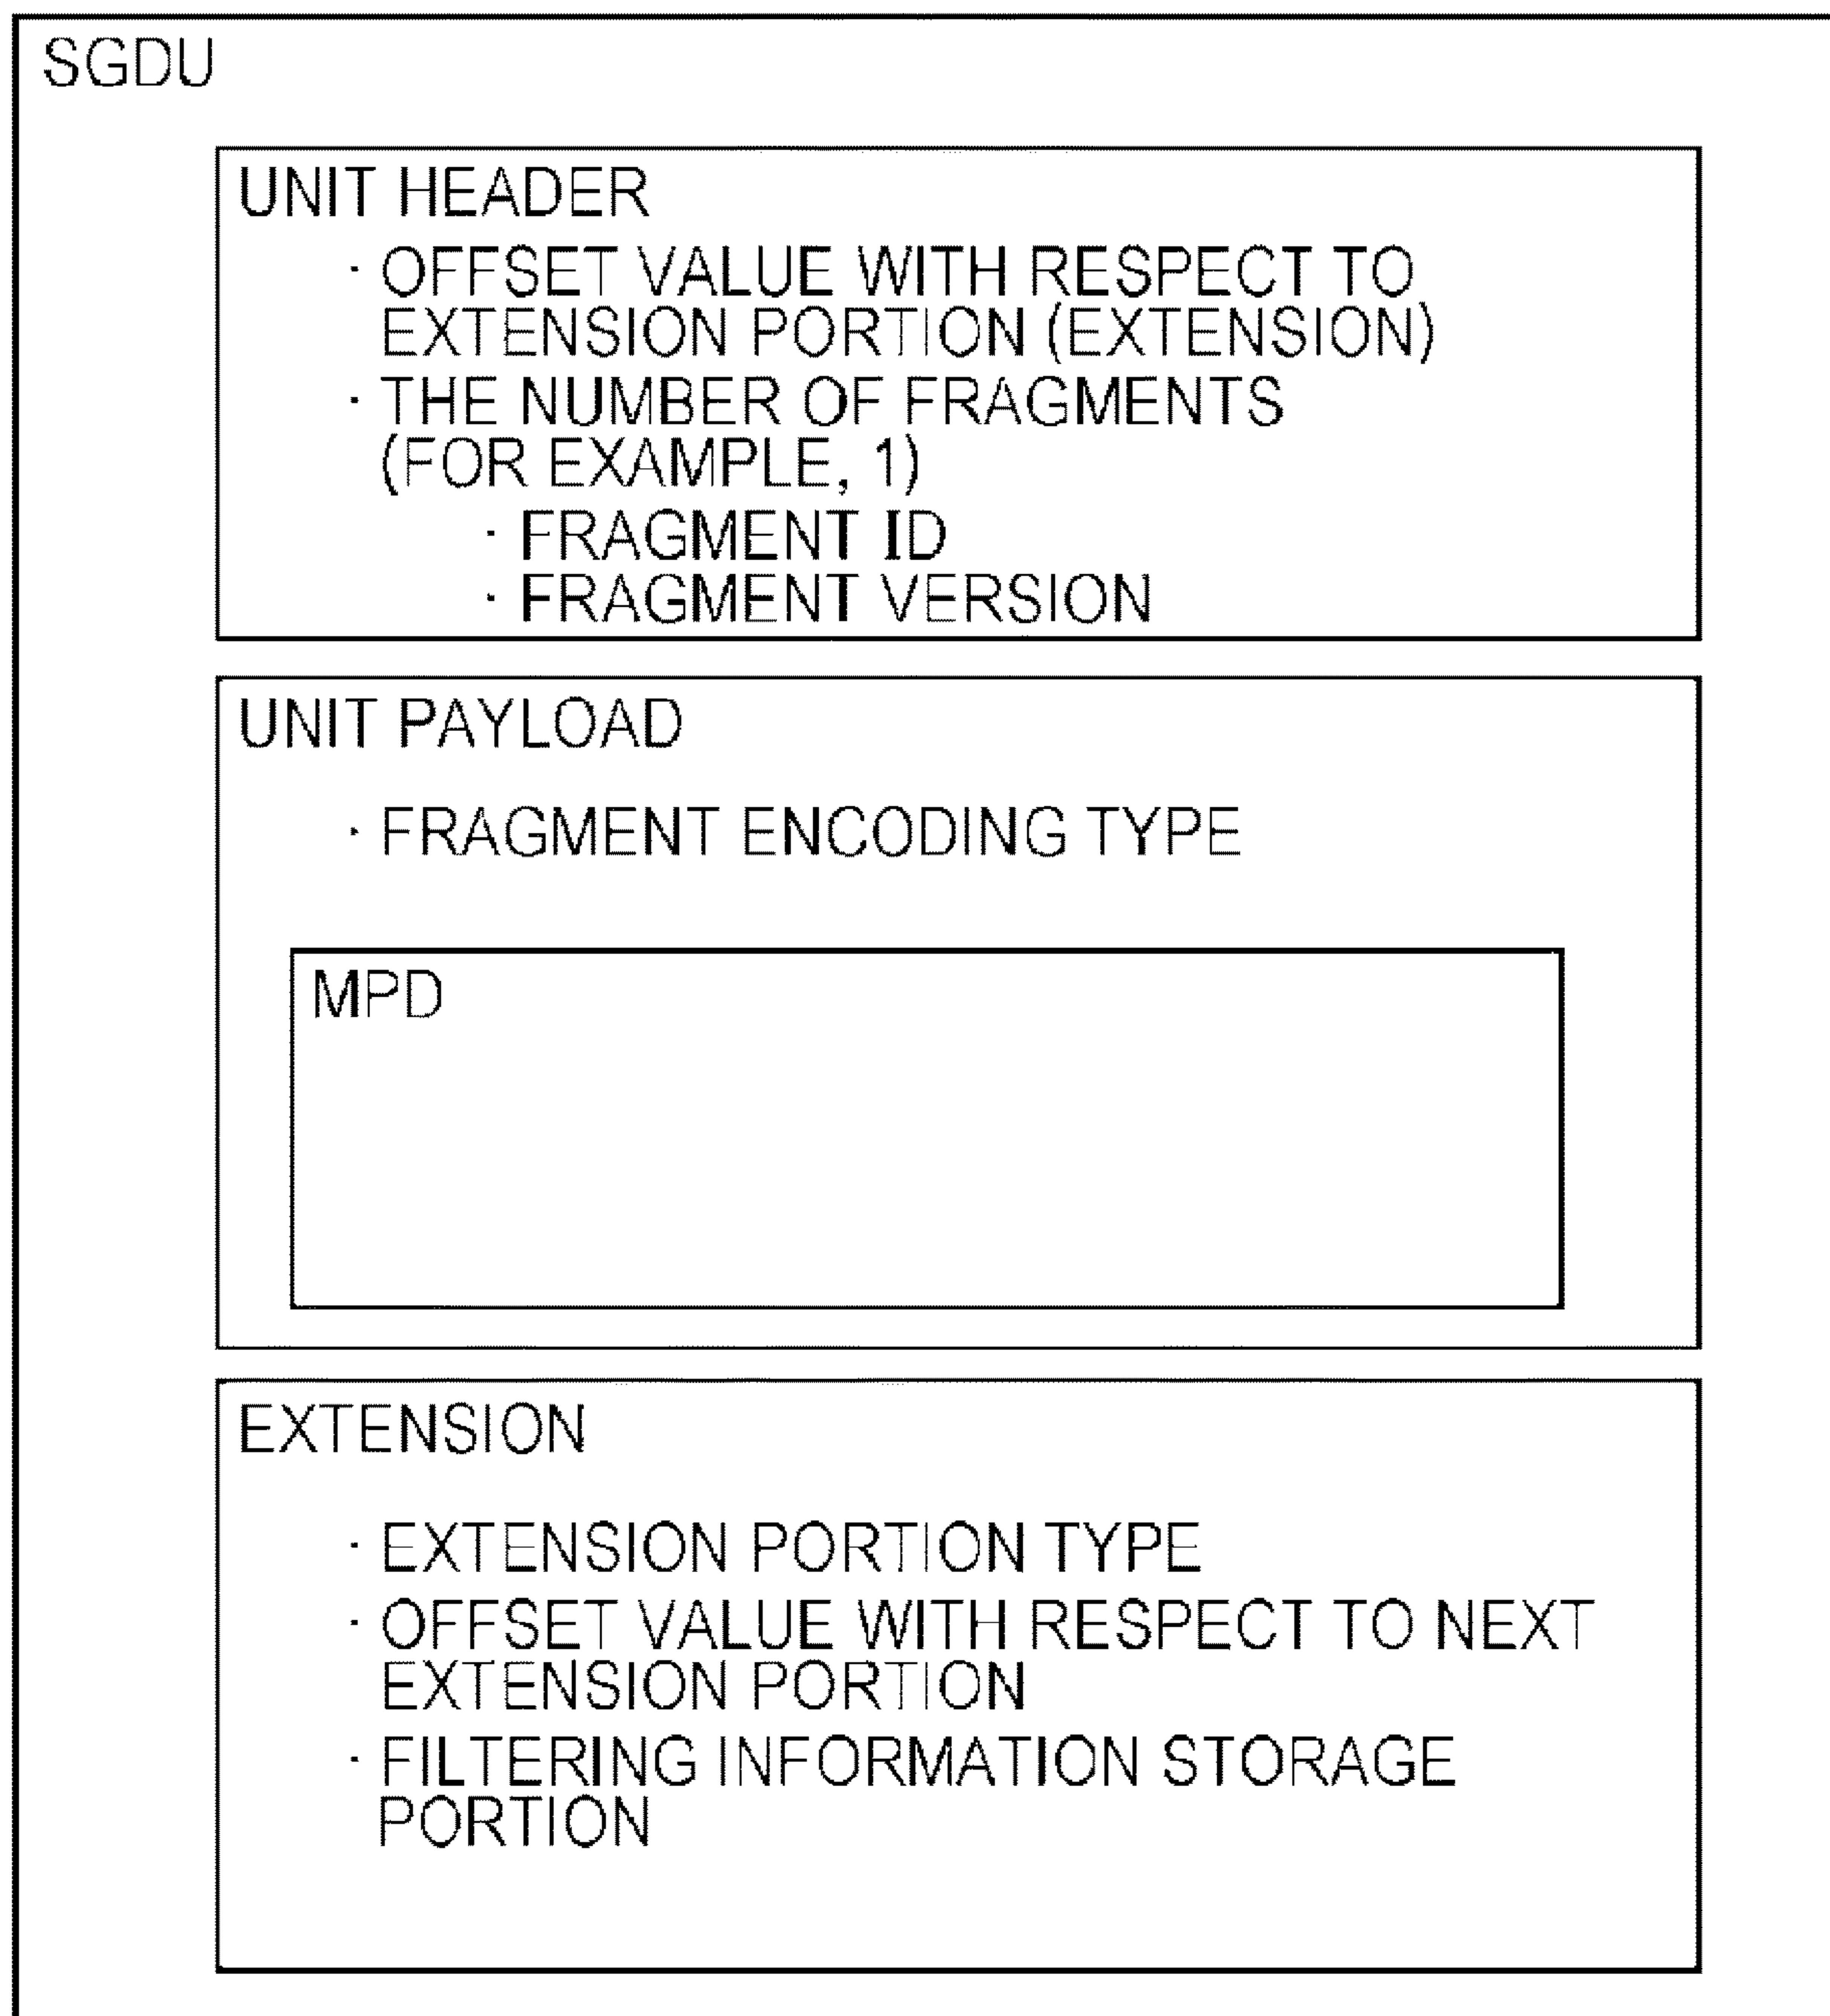 SGDU
UNIT HEADER
· OFFSET VALUE WITH RESPECT TO
EXTENSION PORTION (EXTENSION)
· THE NUMBER OF FRAGMENTS
(FOR EXAMPLE, 1)
· FRAGMENT ID
· FRAGMENT VERSION
UNIT PAYLOAD
· FRAGMENT ENCODING TYPE
MPD
EXTENSION
· EXTENSION PORTION TYPE
· OFFSET VALUE WITH RESPECT TO NEXT
EXTENSION PORTION
· FILTERING INFORMATION STORAGE
PORTION